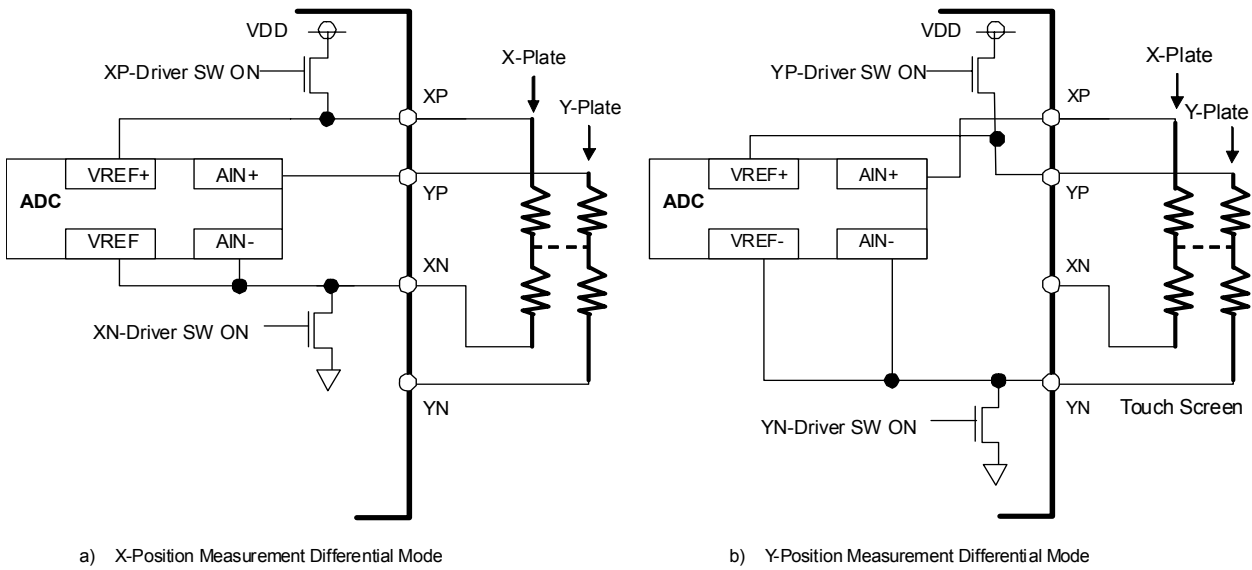 VDD
XP-Driver SW ON
X-Plate
XP
Y-Plate
VREF+
AIN+
YP
ADC
VREF
AIN-
XN
XN-Driver SW ON
YN
a) X-Position Measurement Differential Mode
VDD
YP-Driver SW ON
X-Plate
XP
Y-Plate
VREF+
AIN+
YP
ADC
VREF-
AIN-
XN
YN
Touch Screen
YN-Driver SW ON
b) Y-Position Measurement Differential Mode